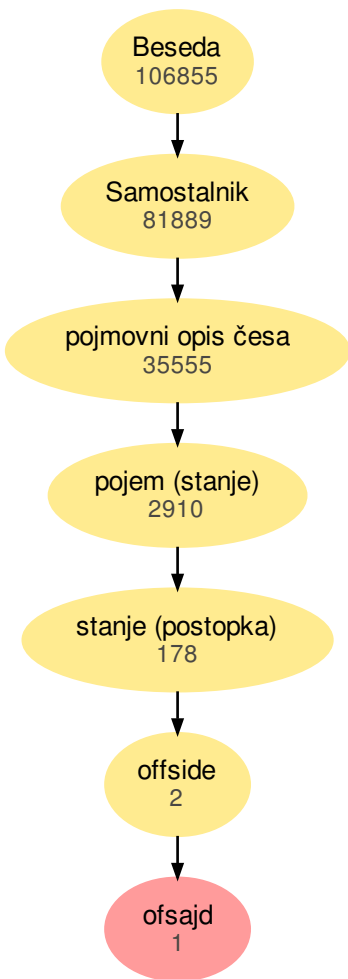 Beseda
106855
Samostalnik
81889
pojmovni opis česa
35555
pojem (stanje)
2910
stanje (postopka)
178
offside
2
ofsajd
1